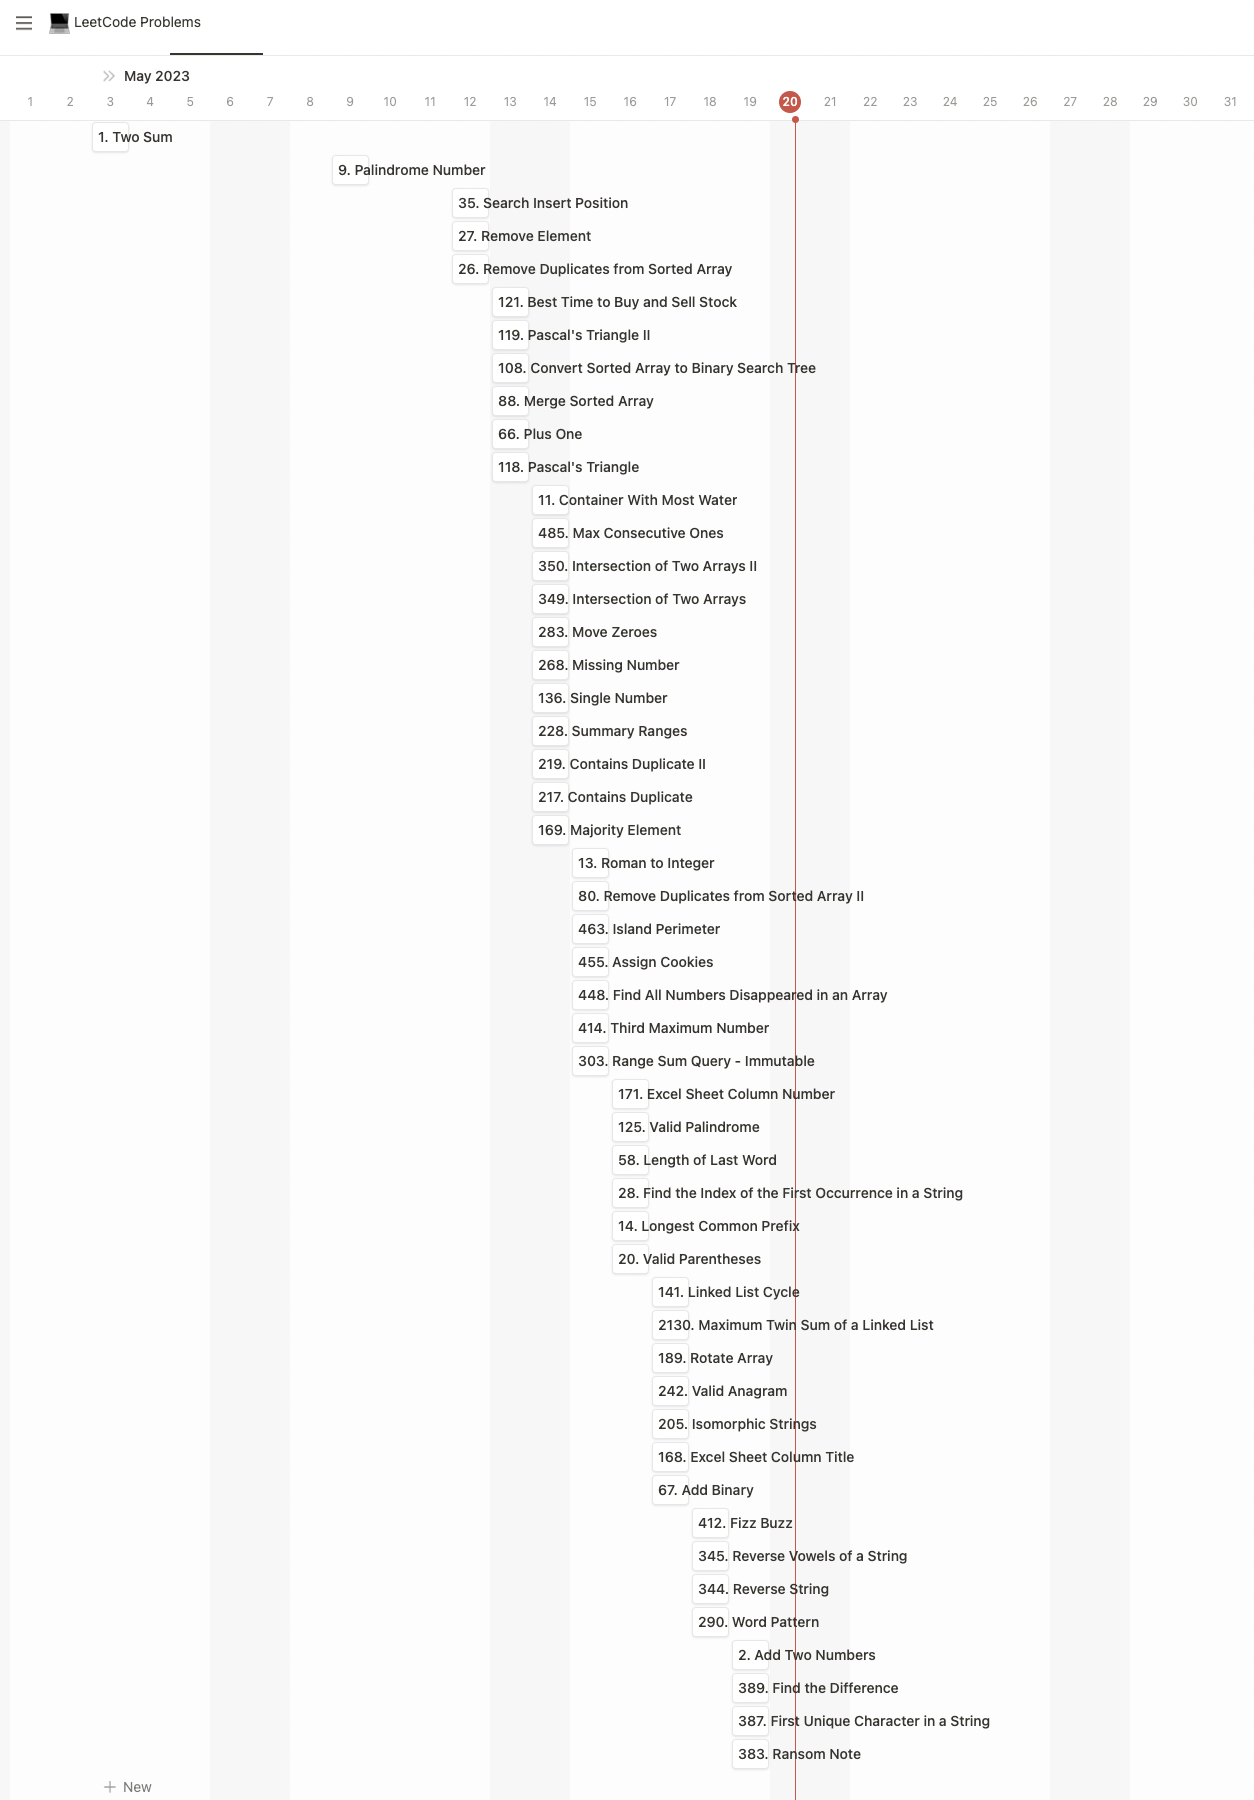 LeetCode Problems
May 2023
1 2 3 4 5 6 7 8 9 10 11 12 13 14 15 16 17 18 19 20 21 22 23 24 25 26 27 28 29 30 31
1. Two Sum
9. Palindrome Number
35. Search Insert Position
27. Remove Element
26. Remove Duplicates from Sorted Array
121. Best Time to Buy and Sell Stock
119. Pascal's Triangle II
108. Convert Sorted Array to Binary Search Tree
88. Merge Sorted Array
66. Plus One
118. Pascal's Triangle
11. Container With Most Water
485. Max Consecutive Ones
350. Intersection of Two Arrays II
349. Intersection of Two Arrays
283. Move Zeroes
268. Missing Number
136. Single Number
228. Summary Ranges
219. Contains Duplicate II
217. Contains Duplicate
169. Majority Element
13. Roman to Integer
80. Remove Duplicates from Sorted Array II
463. Island Perimeter
455. Assign Cookies
448. Find All Numbers Disappeared in an Array
414. Third Maximum Number
303. Range Sum Query - Immutable
171. Excel Sheet Column Number
125. Valid Palindrome
58. Length of Last Word
28. Find the Index of the First Occurrence in a String
14. Longest Common Prefix
20. Valid Parentheses
141. Linked List Cycle
2130. Maximum Twin Sum of a Linked List
189. Rotate Array
242. Valid Anagram
205. Isomorphic Strings
168. Excel Sheet Column Title
67. Add Binary
412. Fizz Buzz
345. Reverse Vowels of a String
344. Reverse String
290. Word Pattern
2. Add Two Numbers
389. Find the Difference
387. First Unique Character in a String
383. Ransom Note
New